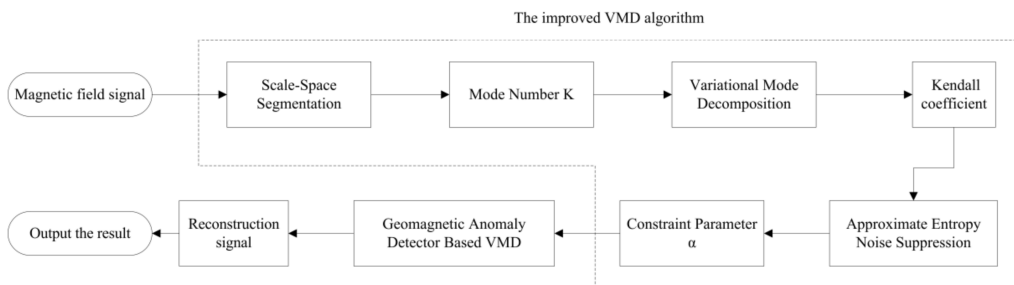 The improved VMD algorithm
Magnetic field signal
Scale-Space
Segmentation
Mode Number K
Variational Mode
Decomposition
Kendall
coefficient
Approximate Entropy
Noise Suppression
Constraint Parameter
α
Geomagnetic Anomaly
Detector Based VMD
Reconstruction
signal
Output the result